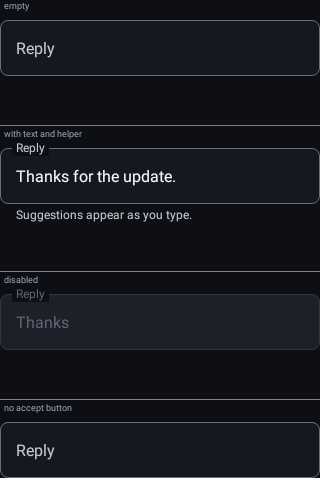 empty
Reply
with text and helper
Reply
Thanks for the update.
Suggestions appear as you type.
disabled
Reply
Thanks
no accept button
Reply